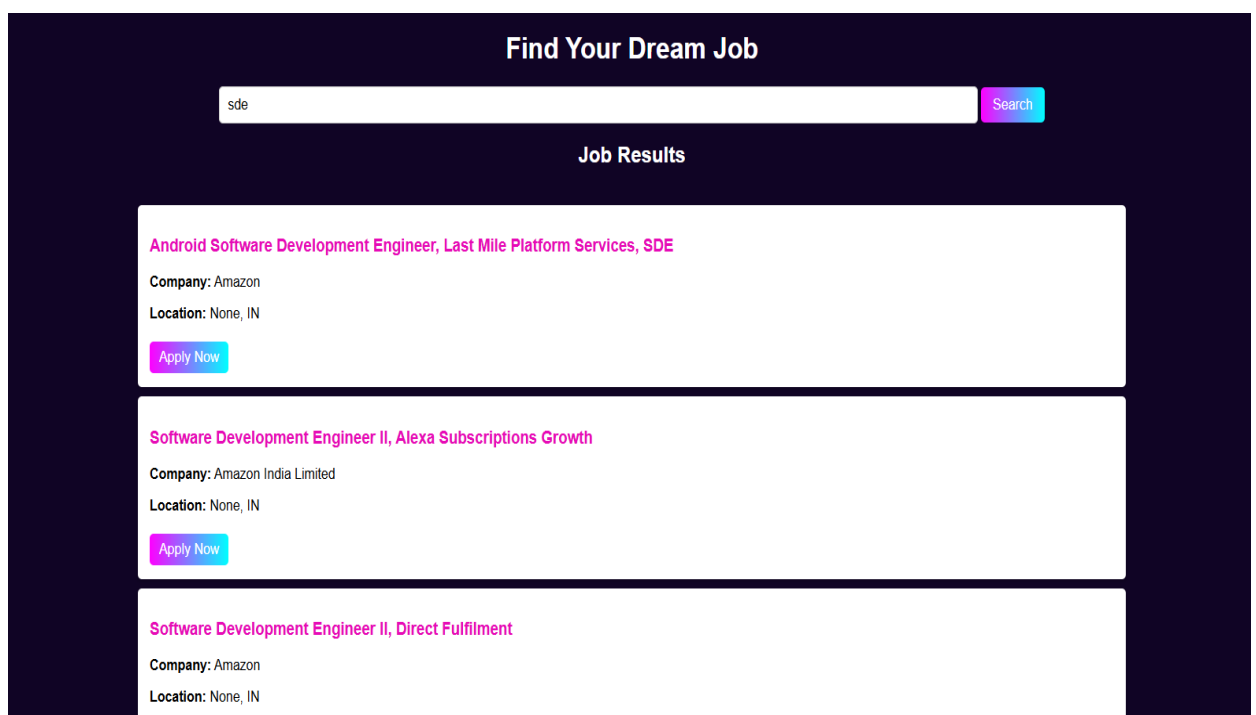 Find Your Dream Job
sde
Search
Job Results
Android Software Development Engineer, Last Mile Platform Services, SDE
Company: Amazon
Location: None, IN
Apply Now
Software Development Engineer II, Alexa Subscriptions Growth
Company: Amazon India Limited
Location: None, IN
Apply Now
Software Development Engineer II, Direct Fulfilment
Company: Amazon
Location: None, IN